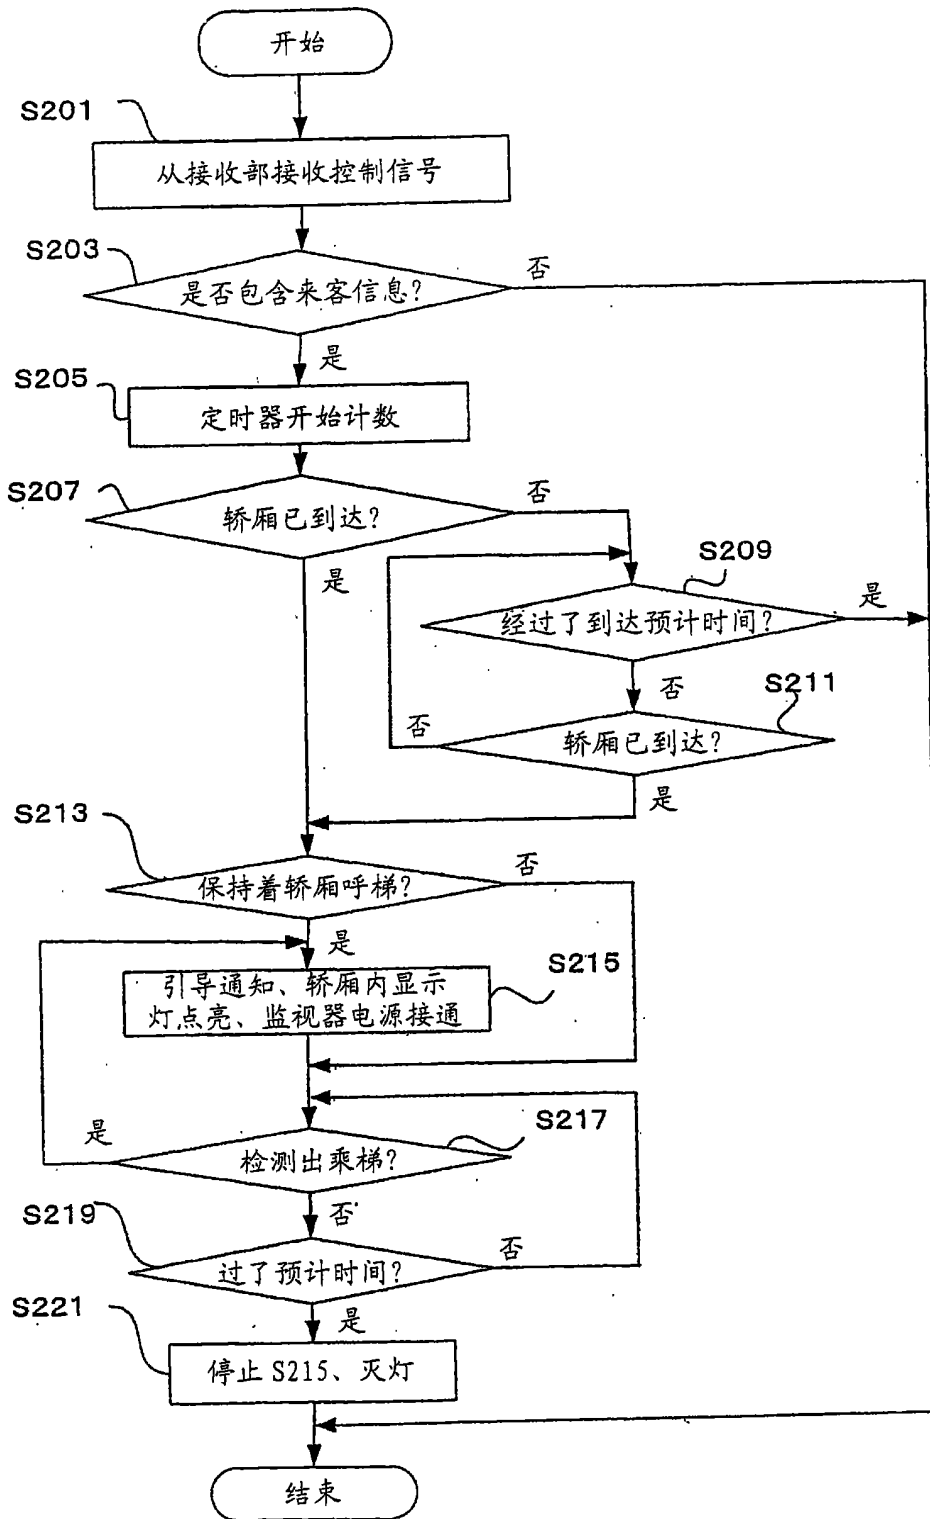 开始
S201
从接收部接收控制信号
S203
是否包含来客信息?
否
是
S205
定时器开始计数
S207
轿厢已到达?
否
是
S209
经过了到达预计时间?
是
否
S211
轿厢已到达?
否
是
S213
保持着轿厢呼梯?
否
是
S215
引导通知、轿厢内显示
灯点亮、监视器电源接通
S217
检测出乘梯?
是
否
S219
过了预计时间?
否
是
S221
停止 S215、灭灯
结束